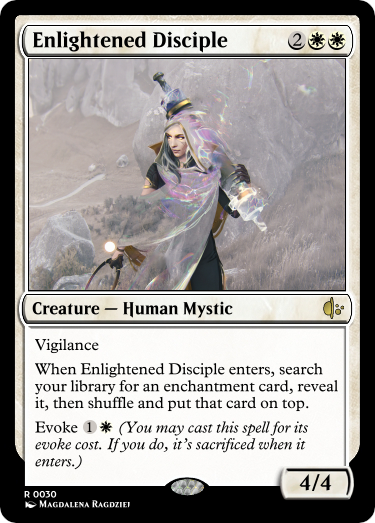 Enlightened Disciple 2
Creature — Human Mystic
Vigilance
When Enlightened Disciple enters, search
your library for an enchantment card, reveal
it, then shuffle and put that card on top.
Evoke 1 (You may cast this spell for its
evoke cost. If you do, it's sacrificed when it
enters.)
4/4
R 0030
Magdalena Ragdziej